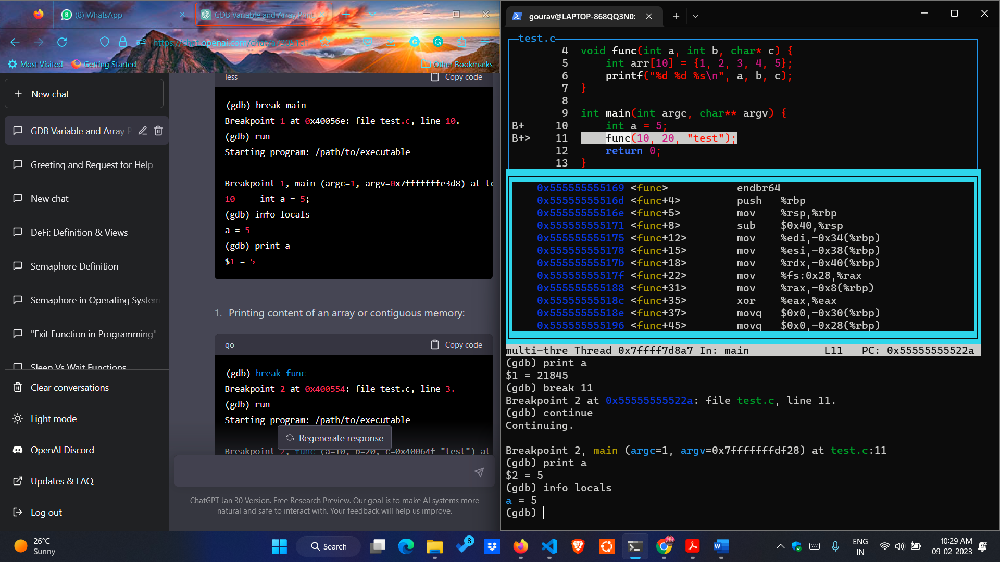 (8) WhatsApp
GDB Variable and Array Print
https://chat.openai.com/chat/a73051d1
Most Visited
Getting Started
Other Bookmarks
New chat
GDB Variable and Array P
Greeting and Request for Help
New chat
DeFi: Definition & Views
Semaphore Definition
Semaphore in Operating System
"Exit Function in Programming"
Sleep Vs Wait Functions
Clear conversations
Light mode
OpenAI Discord
Updates & FAQ
Log out
less
Copy code
(gdb) break main
Breakpoint 1 at 0x40056e: file test.c, line 10.
(gdb) run
Starting program: /path/to/executable
Breakpoint 1, main (argc=1, argv=0x7fffffffe3d8) at te
10     int a = 5;
(gdb) info locals
a = 5
(gdb) print a
$1 = 5
1. Printing content of an array or contiguous memory:
go
Copy code
(gdb) break func
Breakpoint 2 at 0x400554: file test.c, line 3.
(gdb) run
Starting program: /path/to/executable
Regenerate response
Breakpoint 2, func (a=10, b=20, c=0x40064f "test") at
ChatGPT Jan 30 Version. Free Research Preview. Our goal is to make AI systems more
natural and safe to interact with. Your feedback will help us improve.
gourav@LAPTOP-868QQ3N0:
test.c
4  void func(int a, int b, char* c) {
5      int arr[10] = {1, 2, 3, 4, 5};
6      printf("%d %d %s\n", a, b, c);
7  }
8
9  int main(int argc, char** argv) {
B+ 10      int a = 5;
B+> 11      func(10, 20, "test");
12      return 0;
13  }
0x555555555169 <func> endbr64
0x55555555516d <func+4> push %rbp
0x55555555516e <func+5> mov %rsp,%rbp
0x555555555171 <func+8> sub $0x40,%rsp
0x555555555175 <func+12> mov %edi,-0x34(%rbp)
0x555555555178 <func+15> mov %esi,-0x38(%rbp)
0x55555555517b <func+18> mov %rdx,-0x40(%rbp)
0x55555555517f <func+22> mov %fs:0x28,%rax
0x555555555188 <func+31> mov %rax,-0x8(%rbp)
0x55555555518c <func+35> xor %eax,%eax
0x55555555518e <func+37> movq $0x0,-0x30(%rbp)
0x555555555196 <func+45> movq $0x0,-0x28(%rbp)
multi-thre Thread 0x7ffff7d8a7 In: main L11 PC: 0x55555555522a
(gdb) print a
$1 = 21845
(gdb) break 11
Breakpoint 2 at 0x55555555522a: file test.c, line 11.
(gdb) continue
Continuing.
Breakpoint 2, main (argc=1, argv=0x7fffffffdf28) at test.c:11
(gdb) print a
$2 = 5
(gdb) info locals
a = 5
(gdb)
26°C
Sunny
Search
8
ENG
IN
10:29 AM
09-02-2023